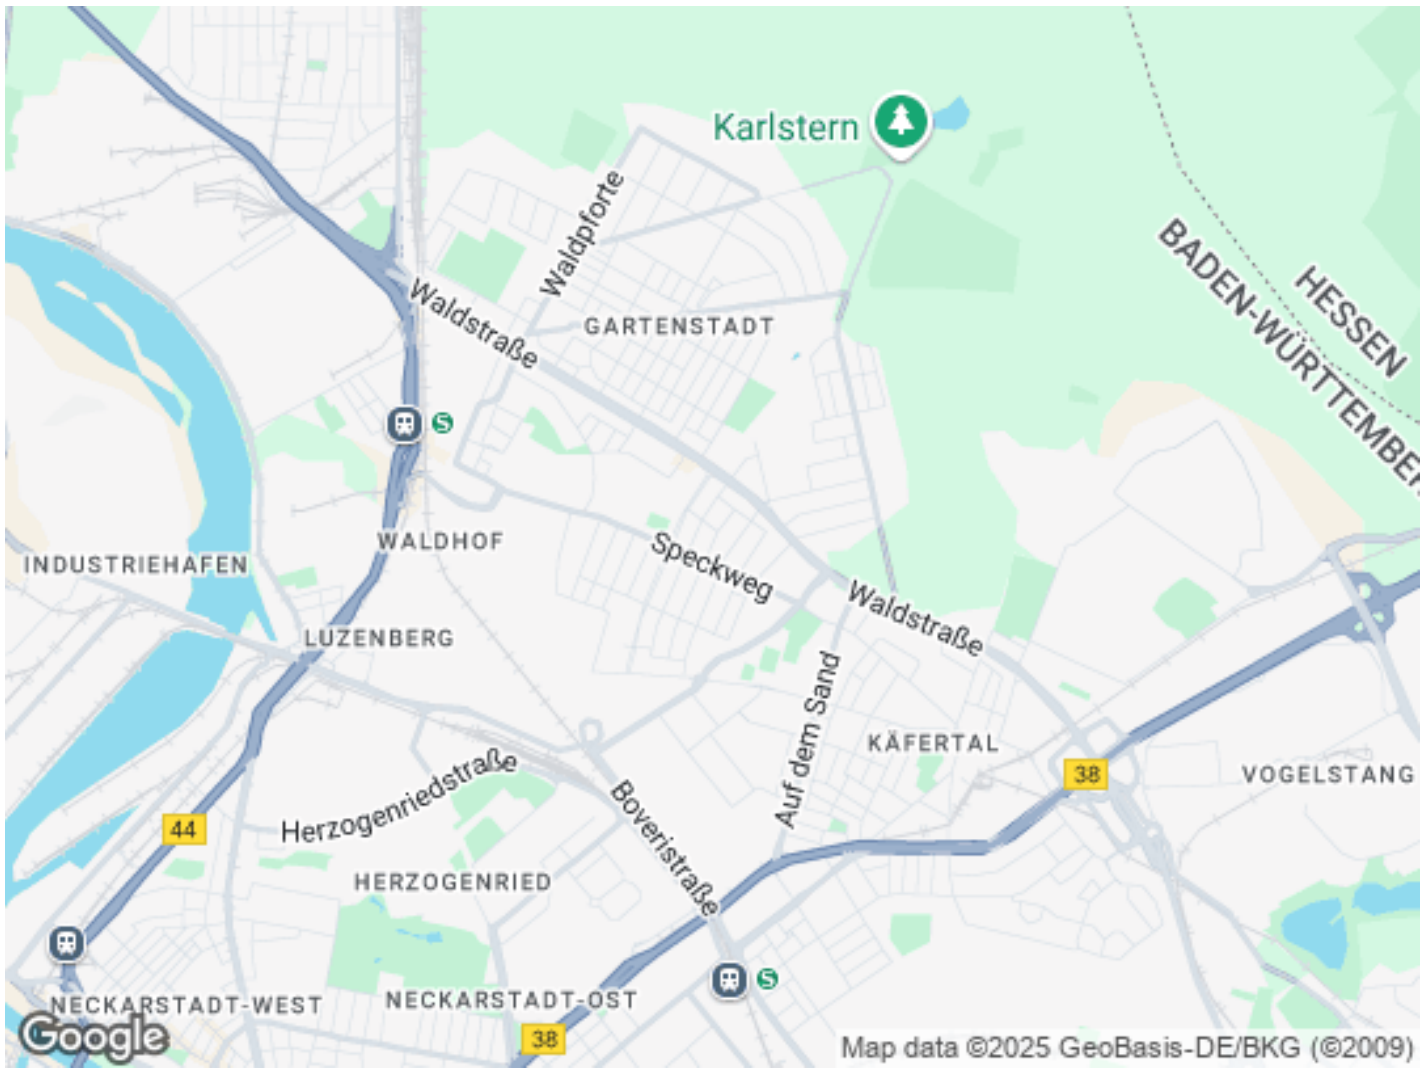 Karlstern
Waldpforte
BADEN-WÜRTTEMBERG
HESSEN
Waldstraße
GARTENSTADT
S
WALDHOF
INDUSTRIEHAFEN
Speckweg
Waldstraße
LUZENBERG
Auf dem Sand
KÄFERTAL
Herzogenriedstraße
38
VOGELSTANG
Boveristraße
44
HERZOGENRIED
S
NECKARSTADT-WEST
NECKARSTADT-OST
38
Google
Map data ©2025 GeoBasis-DE/BKG (©2009)